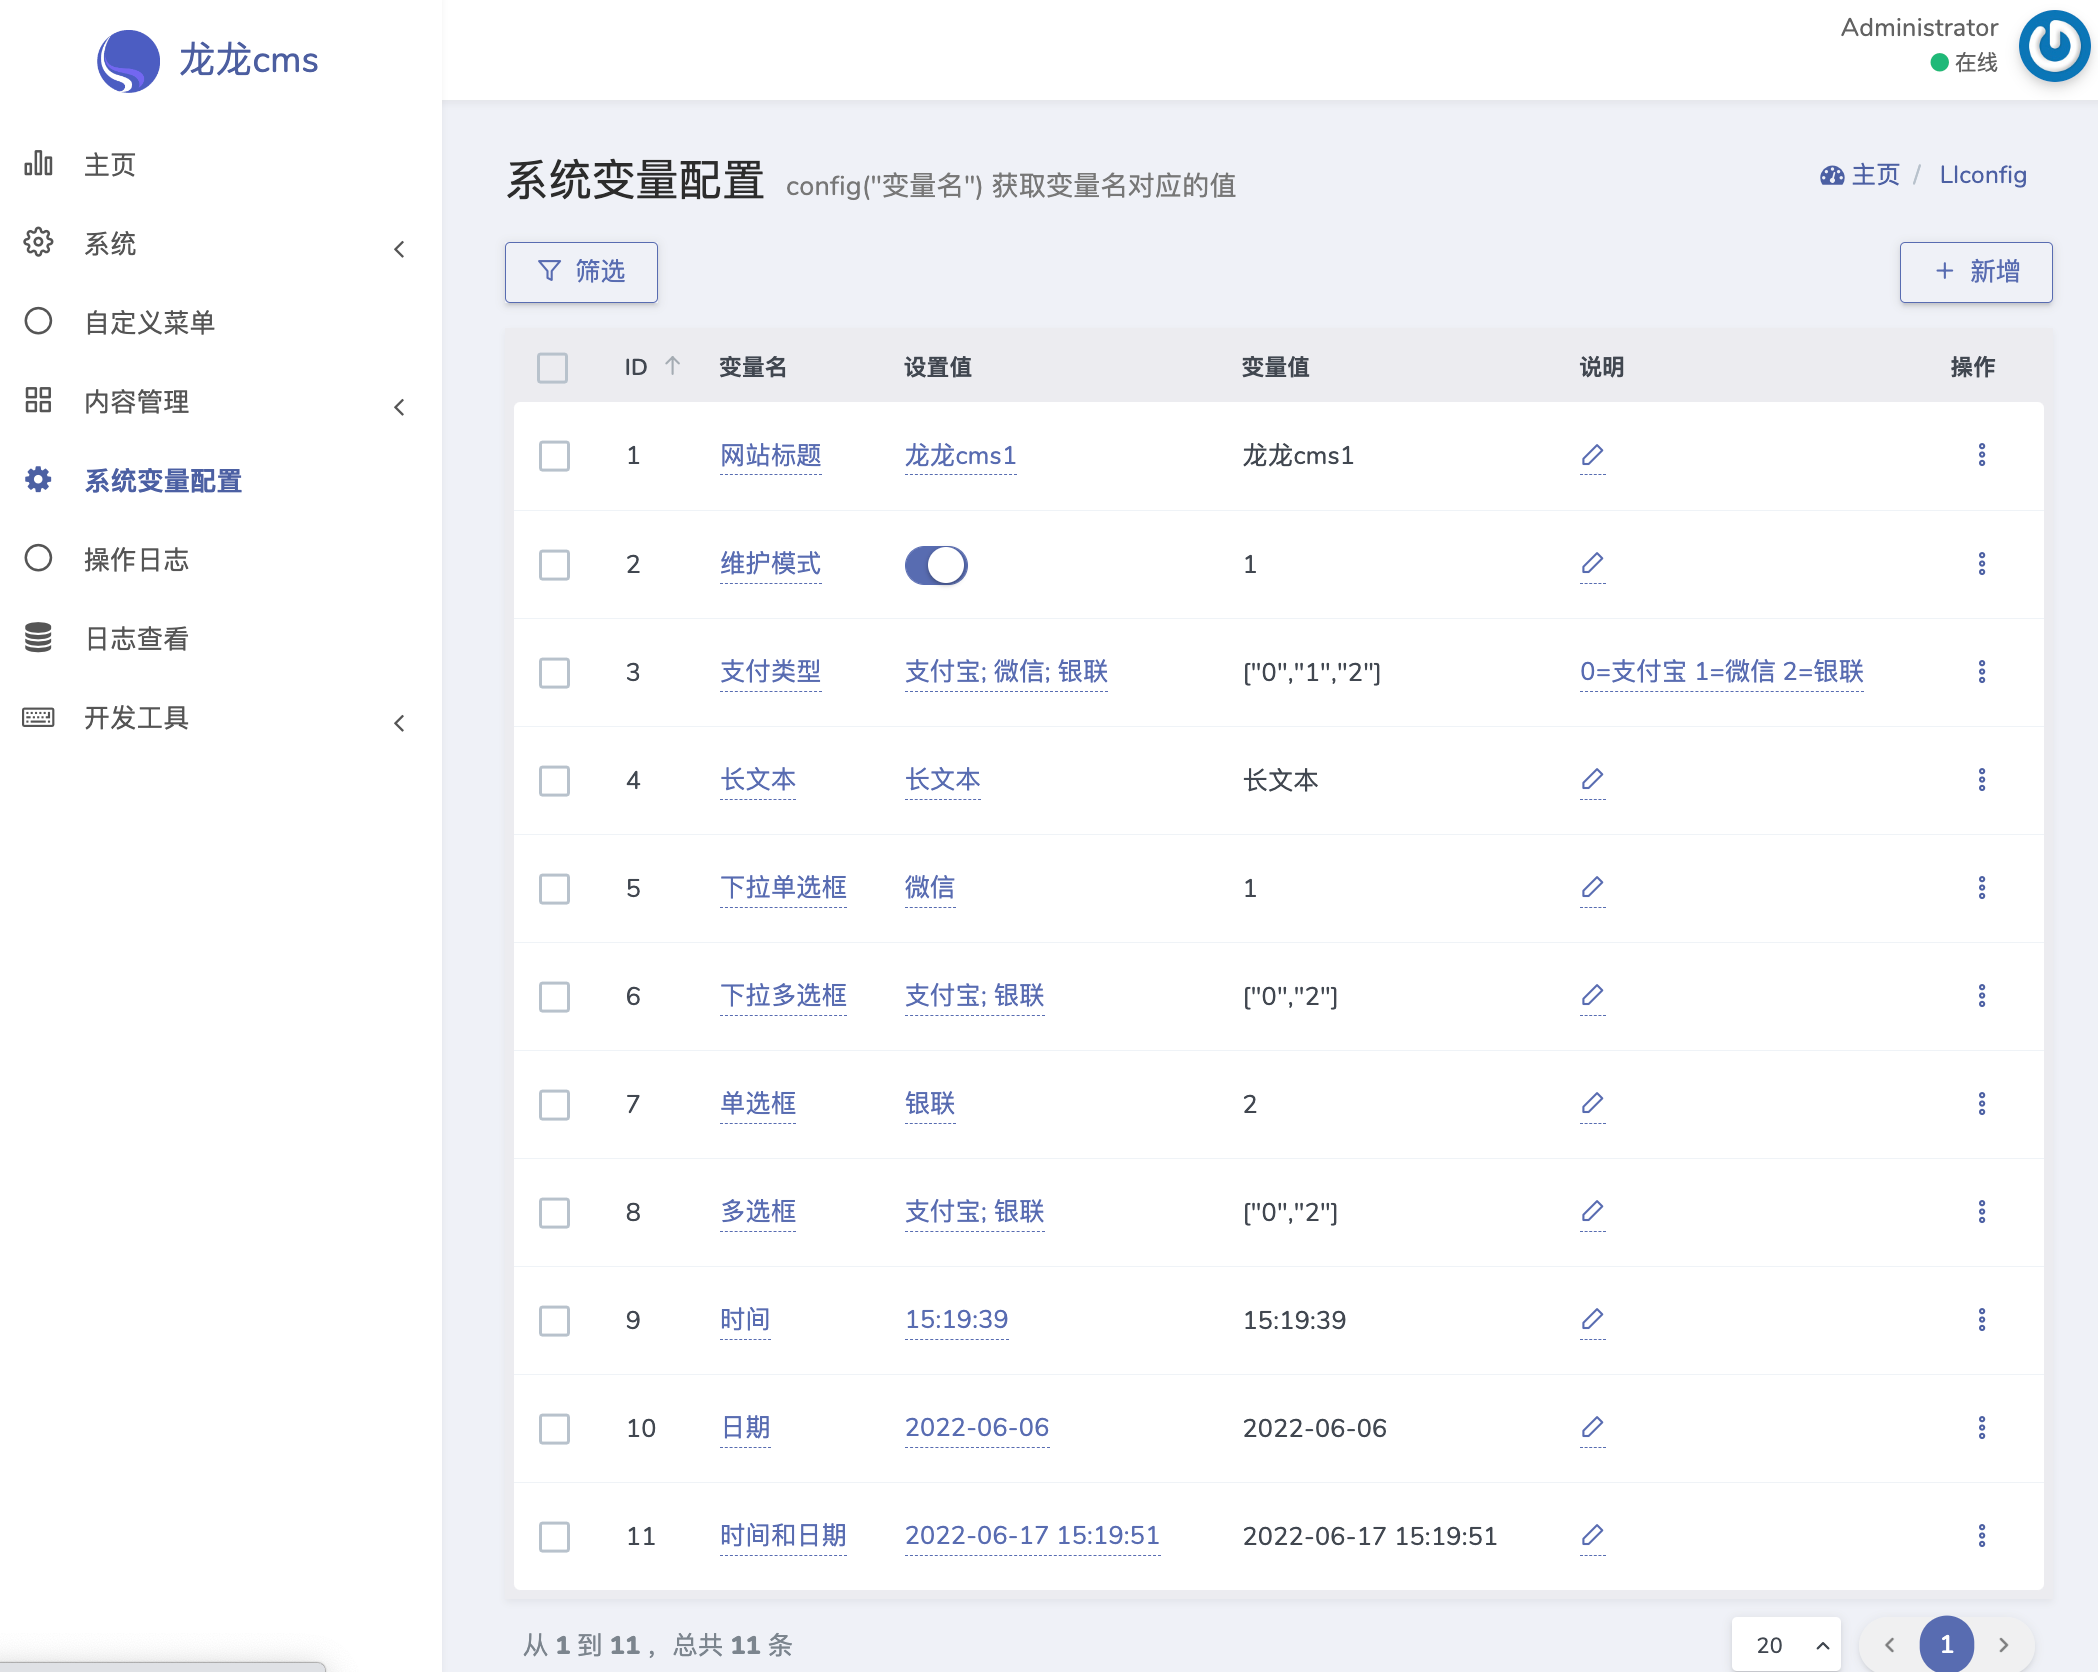 龙龙cms
Administrator
在线
主页
系统
自定义菜单
内容管理
系统变量配置
操作日志
日志查看
开发工具
系统变量配置 config("变量名") 获取变量名对应的值
主页 / Llconfig
筛选
+ 新增
ID ↑ 变量名 设置值 变量值 说明 操作
1 网站标题 龙龙cms1 龙龙cms1
2 维护模式 1
3 支付类型 支付宝; 微信; 银联 ["0","1","2"] 0=支付宝 1=微信 2=银联
4 长文本 长文本 长文本
5 下拉单选框 微信 1
6 下拉多选框 支付宝; 银联 ["0","2"]
7 单选框 银联 2
8 多选框 支付宝; 银联 ["0","2"]
9 时间 15:19:39 15:19:39
10 日期 2022-06-06 2022-06-06
11 时间和日期 2022-06-17 15:19:51 2022-06-17 15:19:51
从 1 到 11 ，总共 11 条
20
1